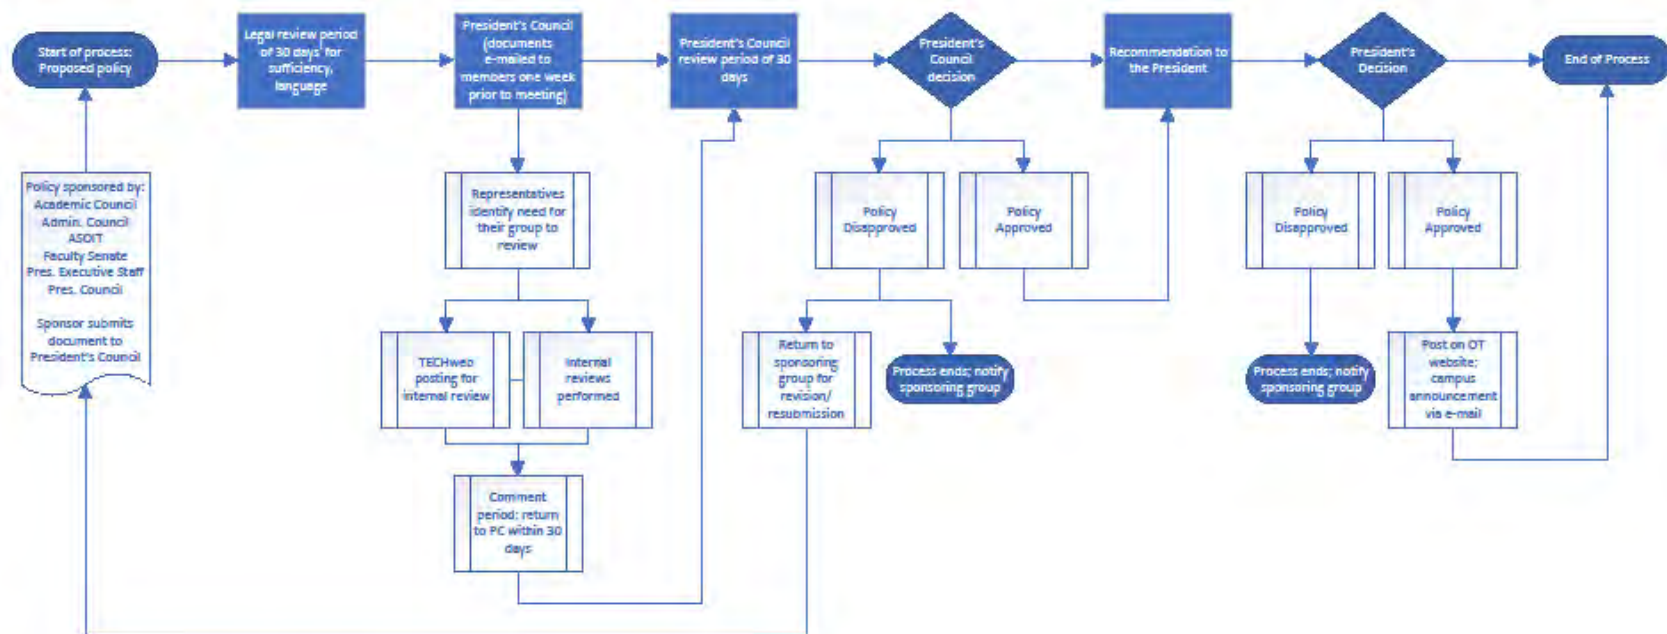 Start of process:
Proposed policy
Legal review period
of 30 days for
sufficiency,
language
President's Council
(documents
e-mailed to
members one week
prior to meeting)
President's Council
review period of 30
days
President's
Council
decision
Recommendation to
the President
President's
Decision
End of Process
Policy sponsored by:
Academic Council
Admin. Council
ASOIT
Faculty Senate
Pres. Executive Staff
Pres. Council
Sponsor submits
document to
President's Council
Representatives
identify need for
their group to
review
Policy
Disapproved
Policy
Approved
Policy
Disapproved
Policy
Approved
TECHweb
posting for
internal review
Internal
reviews
performed
Return to
sponsoring
group for
revision/
resubmission
Process ends; notify
sponsoring group
Process ends; notify
sponsoring group
Post on OT
website;
campus
announcement
via e-mail
Comment
period; return
to PC within 30
days